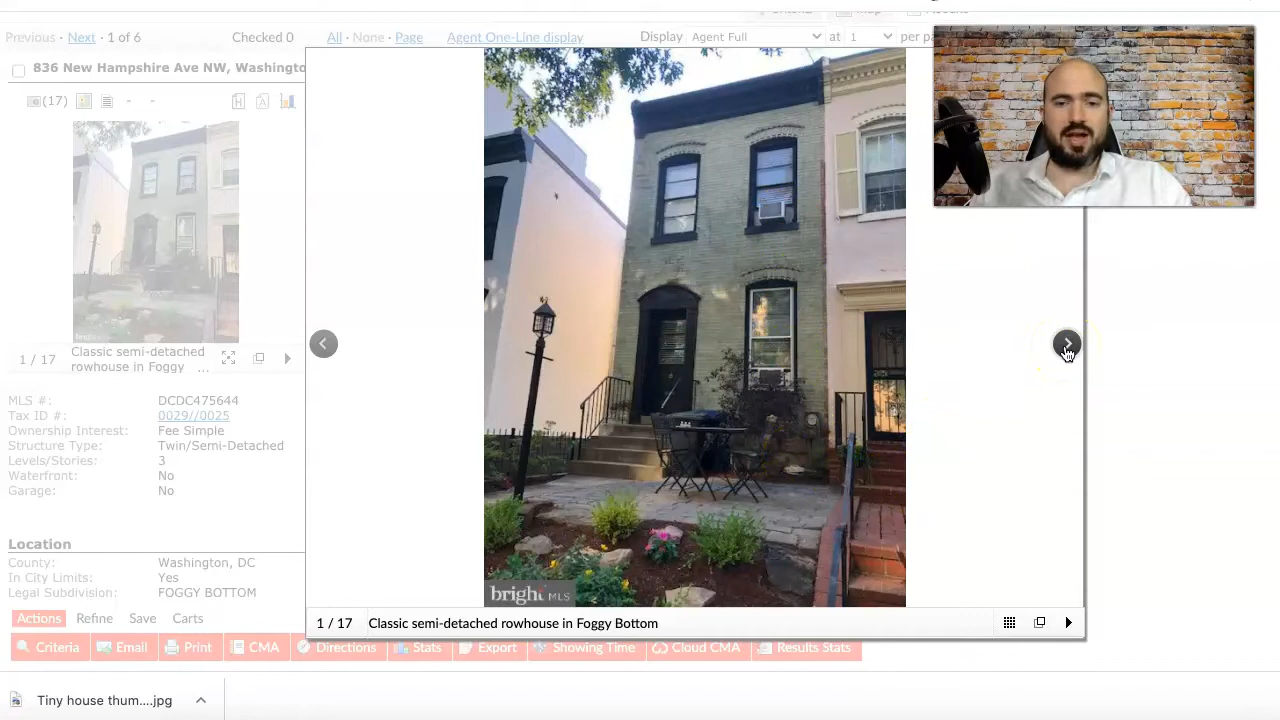 Previous · Next · 1 of 6
Checked 0
All · None · Page
Agent One-Line display
Display
Agent Full
at
1
836 New Hampshire Ave NW,
(17)
1 / 17
Classic semi-detached
rowhouse in Foggy
...
MLS #:
DCDC475644
Tax ID #:
0029//0025
Ownership Interest:
Fee Simple
Structure Type:
Twin/Semi-Detached
Levels/Stories:
3
Waterfront:
No
Garage:
No
Location
County:
Washington, DC
In City Limits:
Yes
Legal Subdivision:
FOGGY BOTTOM
bright MLS
1 / 17
Classic semi-detached rowhouse in Foggy Bottom
Actions
Refine
Save
Carts
Criteria
Email
Print
CMA
Directions
Stats
Export
Showing Time
Cloud CMA
Results Stats
Tiny house thum....jpg